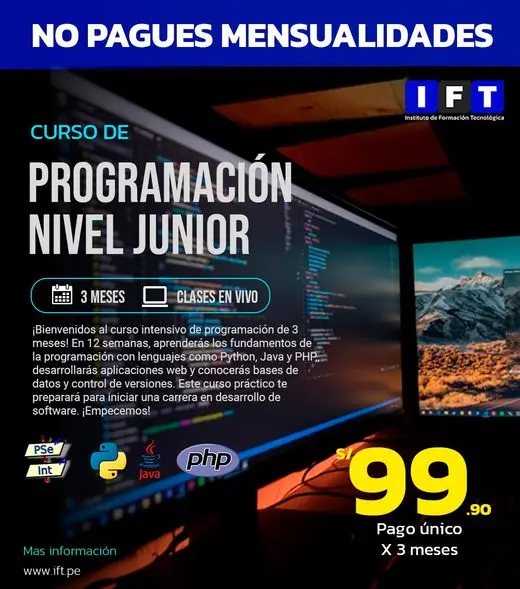 NO PAGUES MENSUALIDADES
IFT
Instituto de Formación Tecnológica
CURSO DE
PROGRAMACIÓN
NIVEL JUNIOR
3 MESES
CLASES EN VIVO
¡Bienvenidos al curso intensivo de programación de 3
meses! En 12 semanas, aprenderás los fundamentos de
la programación con lenguajes como Python, Java y PHP,
desarrollarás aplicaciones web y conocerás bases de
datos y control de versiones. Este curso práctico te
preparará para iniciar una carrera en desarrollo de
software. ¡Empecemos!
PSe
Int
Java
php
S/ 99.90
Pago único
X 3 meses
Mas información
www.ift.pe